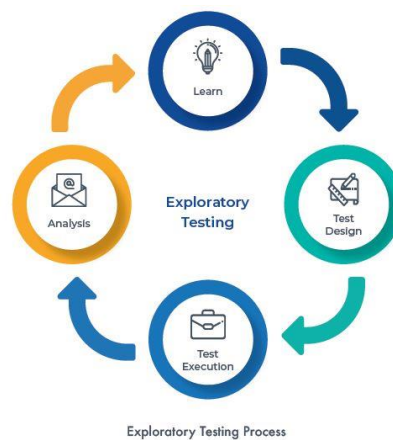 Learn
Exploratory
Testing
Test
Design
Test
Execution
@
Analysis
Exploratory Testing Process